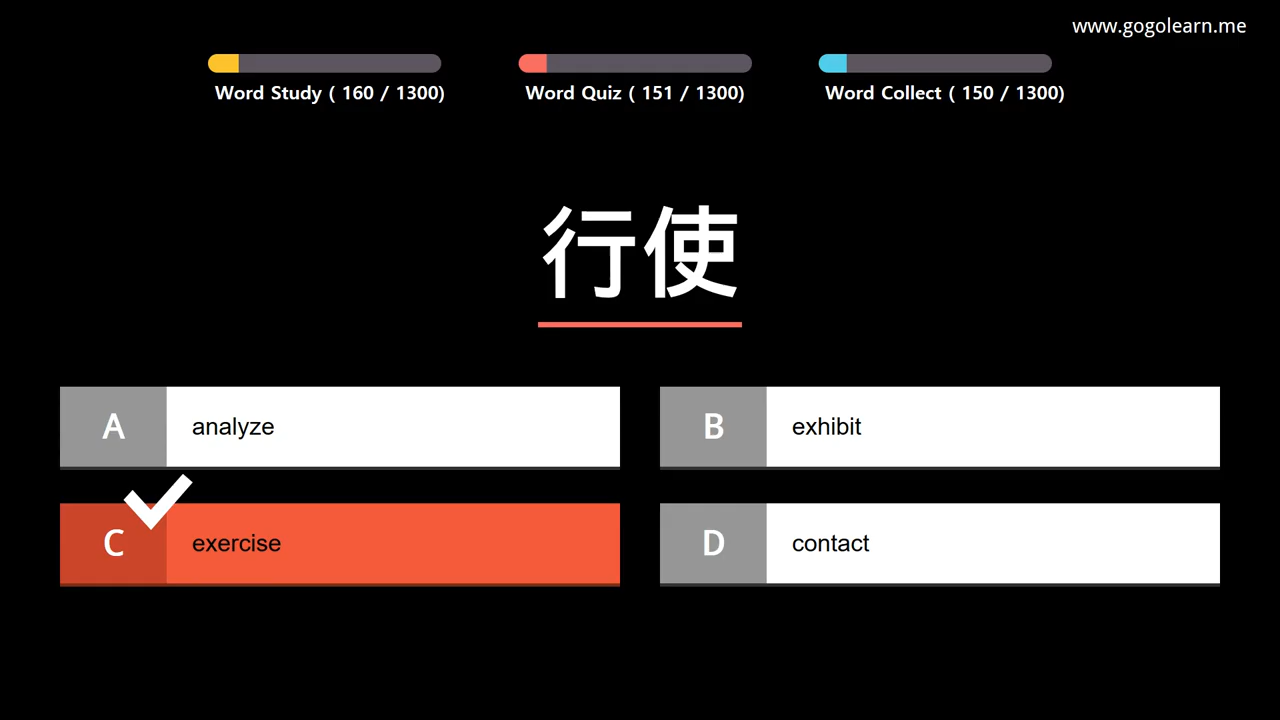 www.gogolearn.me
Word Study ( 160 / 1300)
Word Quiz ( 151 / 1300)
Word Collect ( 150 / 1300)
行使
A analyze
B exhibit
C exercise
D contact